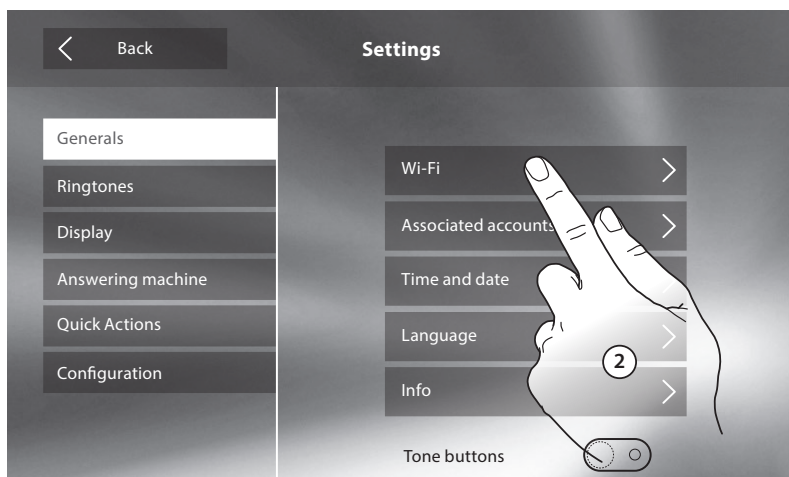 Back
Settings
Generals
Ringtones
Display
Answering machine
Quick Actions
Configuration
Wi-Fi
Associated accounts
Time and date
Language
Info
Tone buttons
2